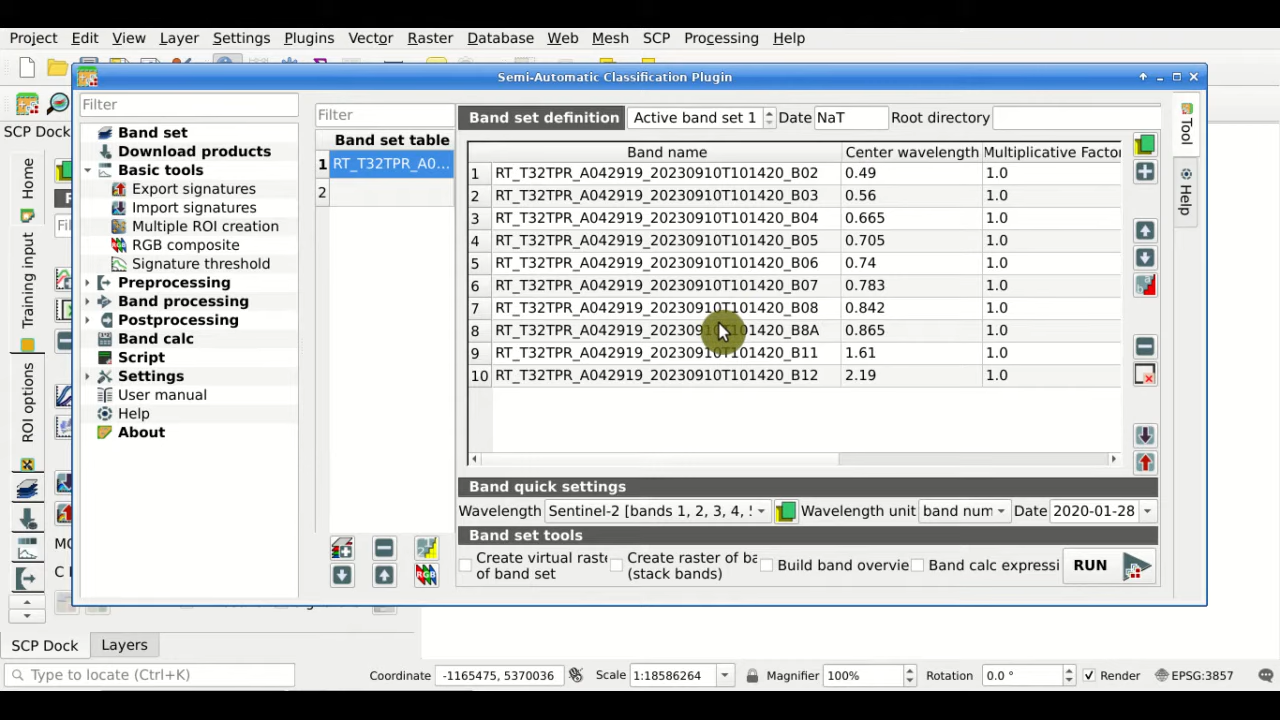 Project Edit View Layer Settings Plugins Vector Raster Database Web Mesh SCP Processing Help
Semi-Automatic Classification Plugin
SCP Dock
Home
Training input
ROI options
Filter
Band set
Download products
Basic tools
Export signatures
Import signatures
Multiple ROI creation
RGB composite
Signature threshold
Preprocessing
Band processing
Postprocessing
Band calc
Script
Settings
User manual
Help
About
Filter
Band set table
1 RT_T32TPR_A0...
2
Band set definition Active band set 1 Date NaT Root directory
Band name Center wavelength Multiplicative Factor
1 RT_T32TPR_A042919_20230910T101420_B02 0.49 1.0
2 RT_T32TPR_A042919_20230910T101420_B03 0.56 1.0
3 RT_T32TPR_A042919_20230910T101420_B04 0.665 1.0
4 RT_T32TPR_A042919_20230910T101420_B05 0.705 1.0
5 RT_T32TPR_A042919_20230910T101420_B06 0.74 1.0
6 RT_T32TPR_A042919_20230910T101420_B07 0.783 1.0
7 RT_T32TPR_A042919_20230910T101420_B08 0.842 1.0
8 RT_T32TPR_A042919_20230910T101420_B8A 0.865 1.0
9 RT_T32TPR_A042919_20230910T101420_B11 1.61 1.0
10 RT_T32TPR_A042919_20230910T101420_B12 2.19 1.0
Band quick settings
Wavelength Sentinel-2 [bands 1, 2, 3, 4, Wavelength unit band num Date 2020-01-28
Band set tools
Create virtual raste
of band set
Create raster of ba
(stack bands)
Build band overvie
Band calc expressi
RUN
RGB
Tool
Help
SCP Dock Layers
Type to locate (Ctrl+K) Coordinate -1165475, 5370036 Scale 1:18586264 Magnifier 100% Rotation 0.0 ° Render EPSG:3857